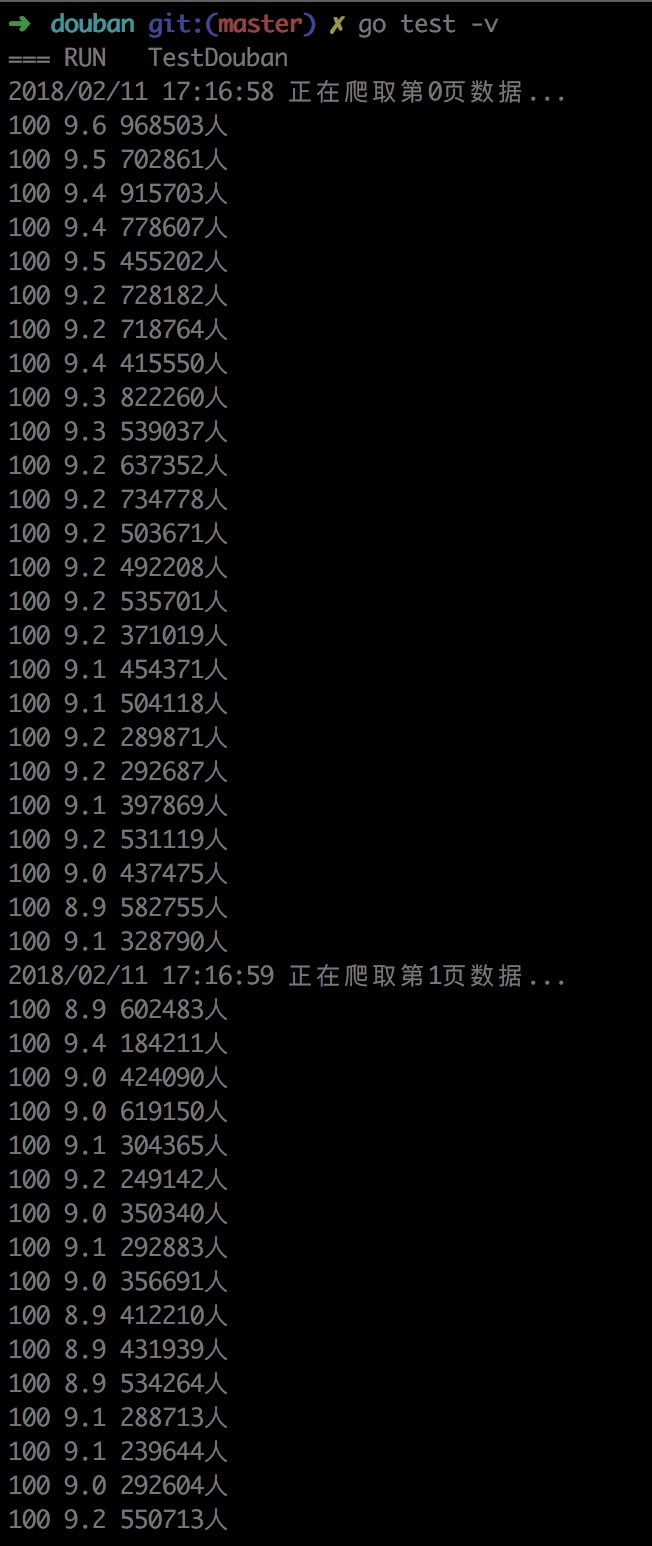 ➜  douban git:(master) ✗ go test -v
=== RUN   TestDouban
2018/02/11 17:16:58 正在爬取第0页数据...
100 9.6 968503人
100 9.5 702861人
100 9.4 915703人
100 9.4 778607人
100 9.5 455202人
100 9.2 728182人
100 9.2 718764人
100 9.4 415550人
100 9.3 822260人
100 9.3 539037人
100 9.2 637352人
100 9.2 734778人
100 9.2 503671人
100 9.2 492208人
100 9.2 535701人
100 9.2 371019人
100 9.1 454371人
100 9.1 504118人
100 9.2 289871人
100 9.2 292687人
100 9.1 397869人
100 9.2 531119人
100 9.0 437475人
100 8.9 582755人
100 9.1 328790人
2018/02/11 17:16:59 正在爬取第1页数据...
100 8.9 602483人
100 9.4 184211人
100 9.0 424090人
100 9.0 619150人
100 9.1 304365人
100 9.2 249142人
100 9.0 350340人
100 9.1 292883人
100 9.0 356691人
100 8.9 412210人
100 8.9 431939人
100 8.9 534264人
100 9.1 288713人
100 9.1 239644人
100 9.0 292604人
100 9.2 550713人